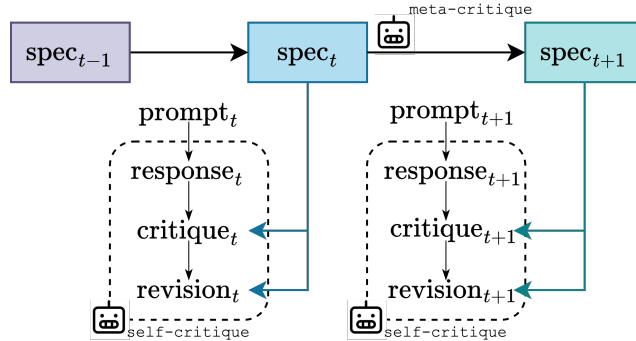 meta-critique
spec_{t−1}
spec_t
spec_{t+1}
prompt_t
prompt_{t+1}
response_t
response_{t+1}
critique_t
critique_{t+1}
revision_t
revision_{t+1}
self-critique
self-critique